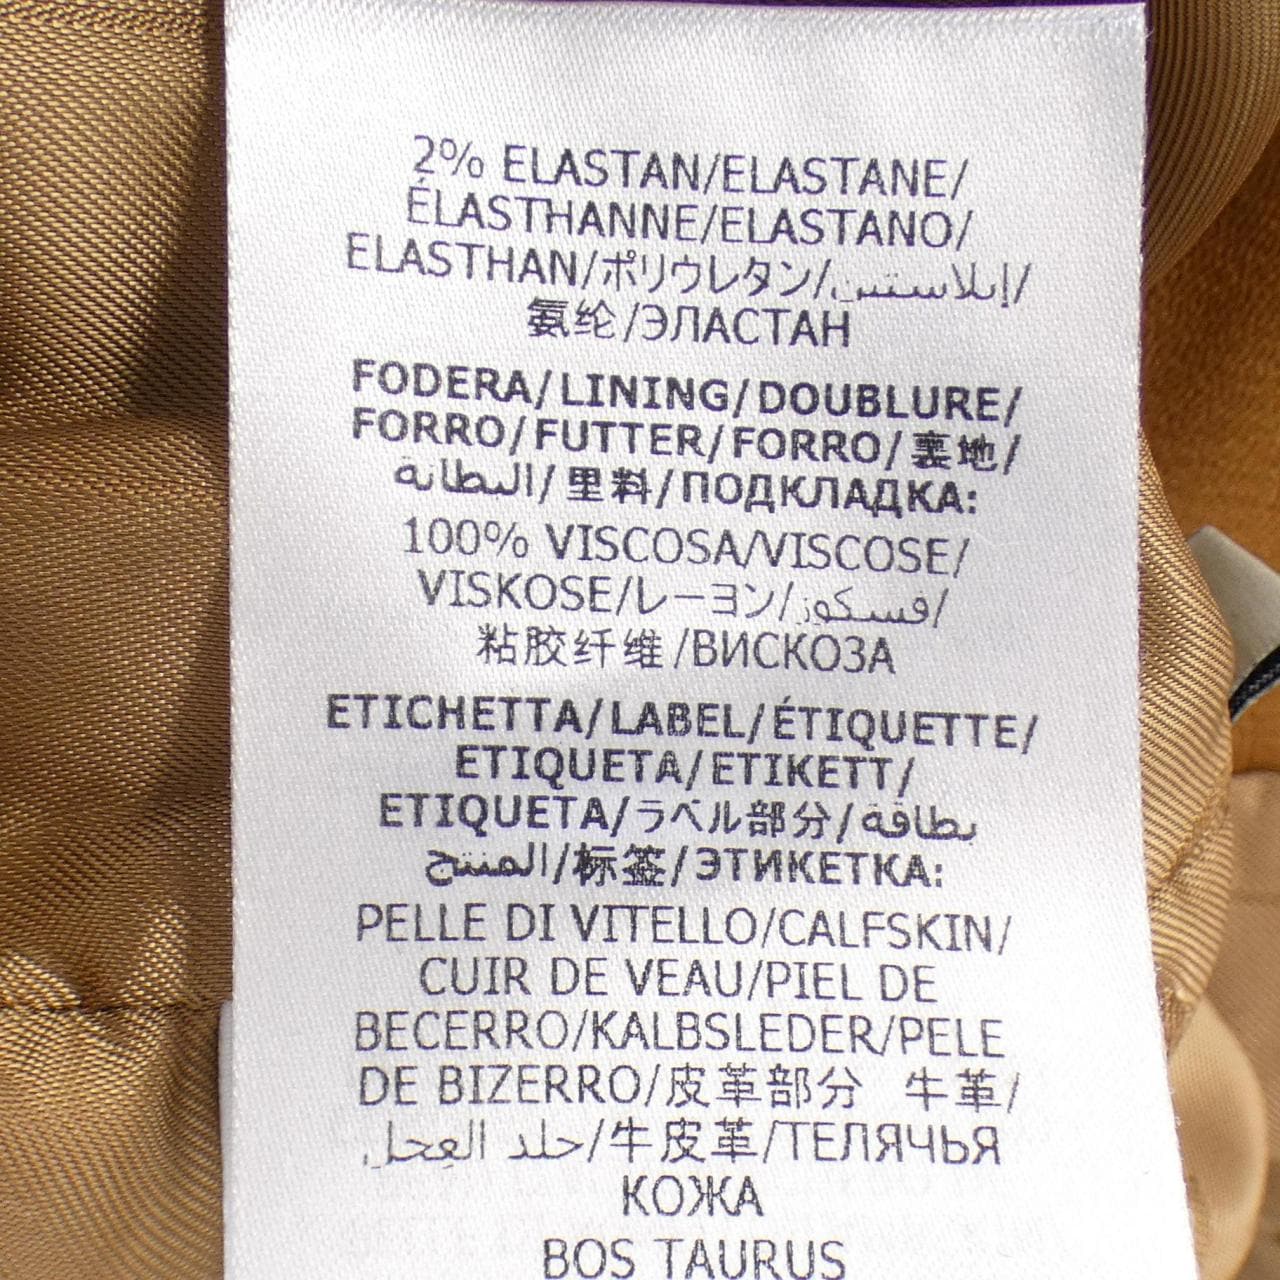 2% ELASTAN/ELASTANE/
ÉLASTHANNE/ELASTANO/
ELASTHAN/ポリウレタン/إيلاستين/
氨纶/ЭЛАСТАН
FODERA/LINING/DOUBLURE/
FORRO/FUTTER/FORRO/裏地/
البطانة/里料/ПОДКЛАДКА:
100% VISCOSA/VISCOSE/
VISKOSE/レーヨン/فسكوز/
粘胶纤维/ВИСКОЗА
ETICHETTA/LABEL/ÉTIQUETTE/
ETIQUETA/ETIKETT/
ETIQUETA/ラベル部分/بطاقة
المنتج/标签/ЭТИКЕТКА:
PELLE DI VITELLO/CALFSKIN/
CUIR DE VEAU/PIEL DE
BECERRO/KALBSLEDER/PELE
DE BIZERRO/皮革部分 牛革/
جلد العجل/牛皮革/ТЕЛЯЧЬЯ
КОЖА
BOS TAURUS